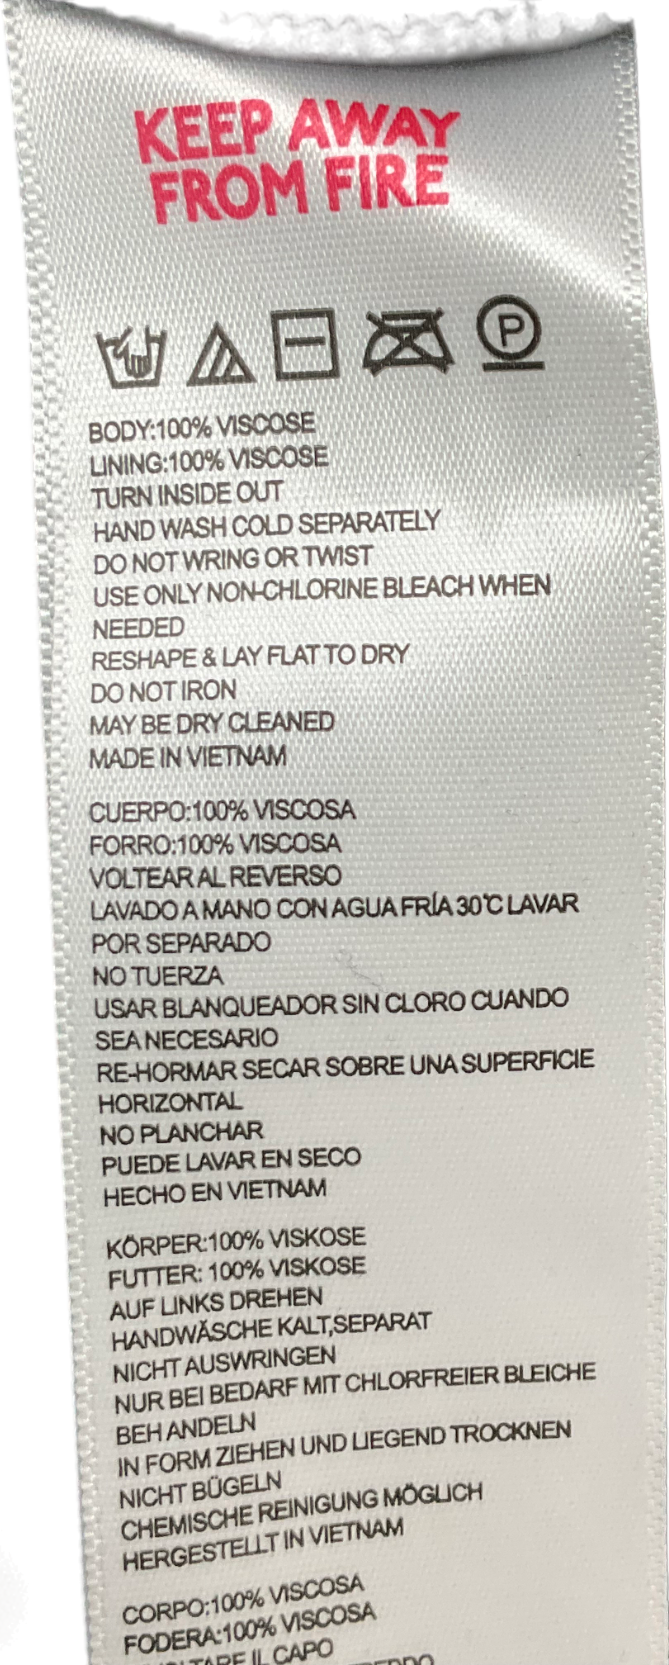 KEEP AWAY
FROM FIRE
P
BODY:100% VISCOSE
LINING:100% VISCOSE
TURN INSIDE OUT
HAND WASH COLD SEPARATELY
DO NOT WRING OR TWIST
USE ONLY NON-CHLORINE BLEACH WHEN
NEEDED
RESHAPE & LAY FLAT TO DRY
DO NOT IRON
MAY BE DRY CLEANED
MADE IN VIETNAM
CUERPO:100% VISCOSA
FORRO:100% VISCOSA
VOLTEAR AL REVERSO
LAVADO A MANO CON AGUA FRÍA 30℃ LAVAR
POR SEPARADO
NO TUERZA
USAR BLANQUEADOR SIN CLORO CUANDO
SEA NECESARIO
RE-HORMAR SECAR SOBRE UNA SUPERFICIE
HORIZONTAL
NO PLANCHAR
PUEDE LAVAR EN SECO
HECHO EN VIETNAM
KÖRPER:100% VISKOSE
FUTTER: 100% VISKOSE
AUF LINKS DREHEN
HANDWÄSCHE KALT,SEPARAT
NICHT AUSWRINGEN
NUR BEI BEDARF MIT CHLORFREIER BLEICHE
BEH ANDELN
IN FORM ZIEHEN UND LIEGEND TROCKNEN
NICHT BÜGELN
CHEMISCHE REINIGUNG MÖGLICH
HERGESTELLT IN VIETNAM
CORPO:100% VISCOSA
FODERA:100% VISCOSA
IL CAPO